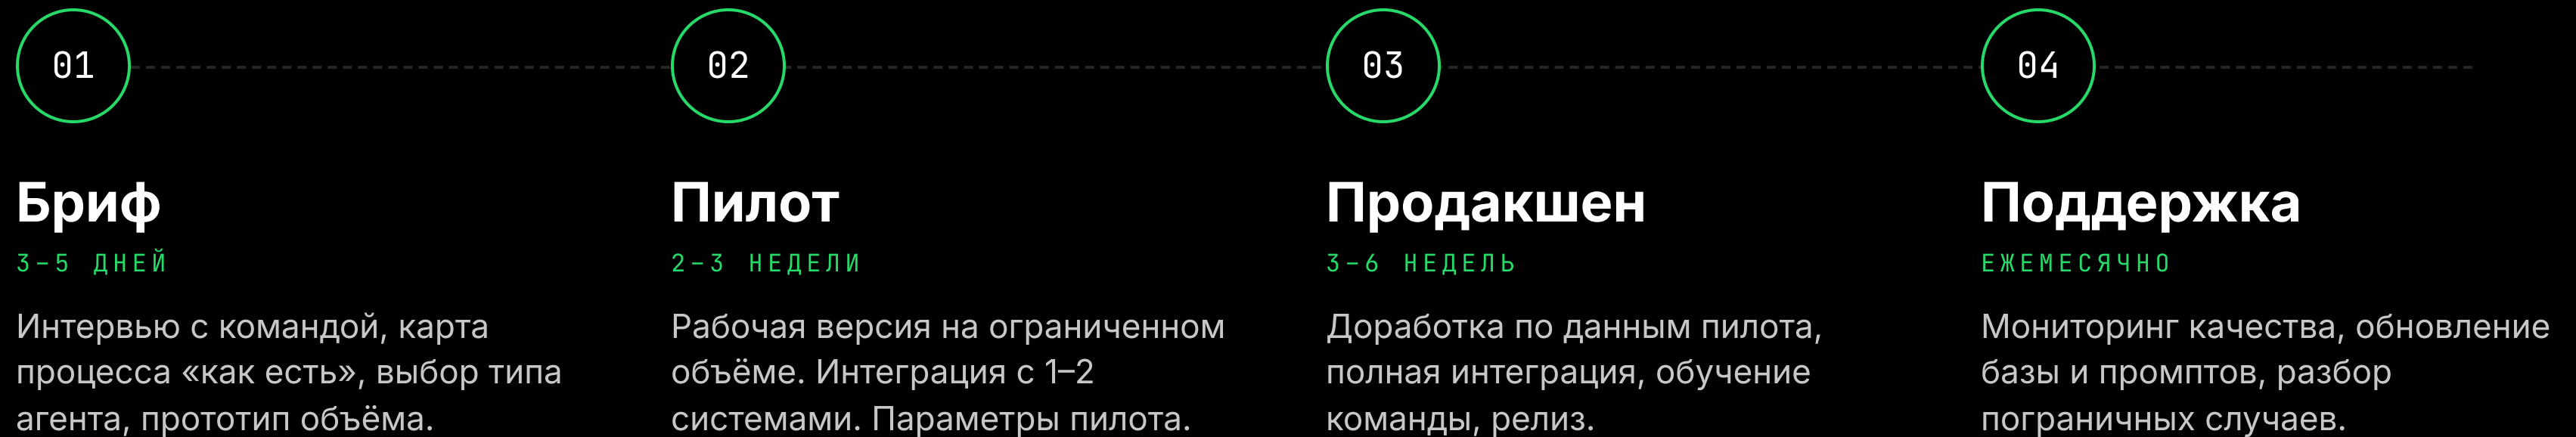 01
Бриф
3–5 ДНЕЙ
Интервью с командой, карта
процесса «как есть», выбор типа
агента, прототип объёма.
02
Пилот
2–3 НЕДЕЛИ
Рабочая версия на ограниченном
объёме. Интеграция с 1–2
системами. Параметры пилота.
03
Продакшен
3–6 НЕДЕЛЬ
Доработка по данным пилота,
полная интеграция, обучение
команды, релиз.
04
Поддержка
ЕЖЕМЕСЯЧНО
Мониторинг качества, обновление
базы и промптов, разбор
пограничных случаев.